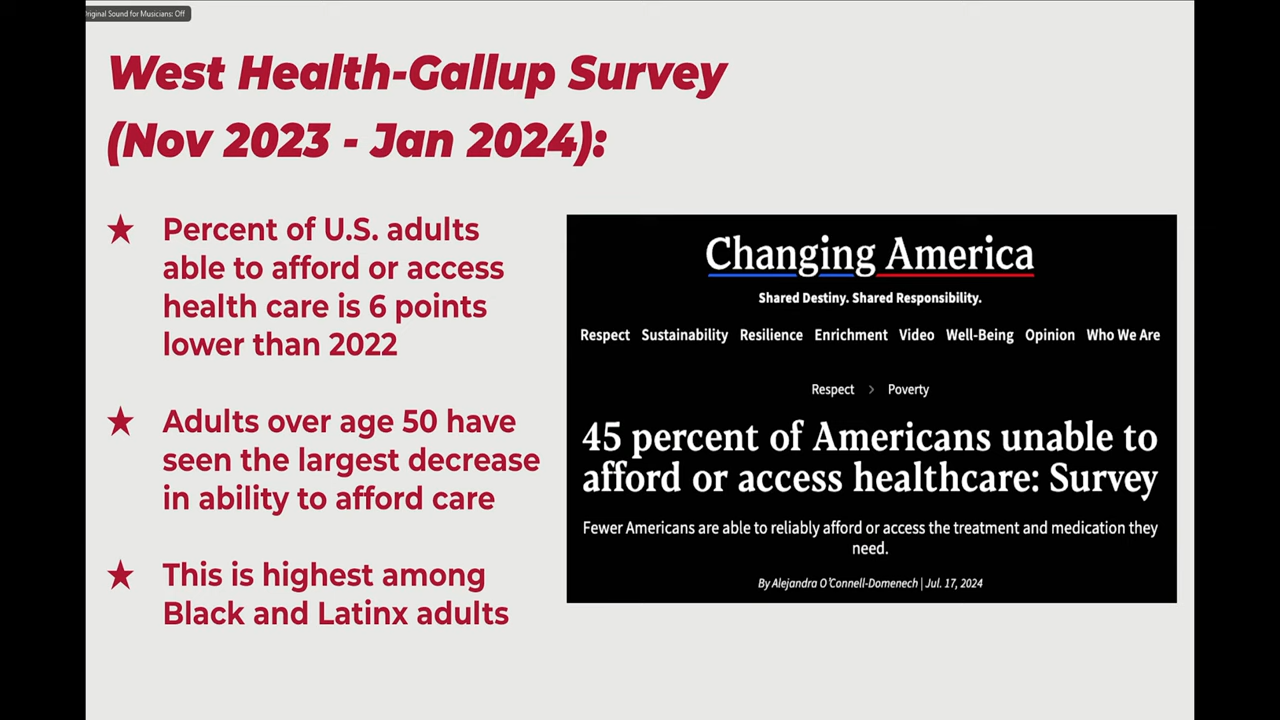 riginal Sound for Musicians: Off
West Health-Gallup Survey
(Nov 2023 - Jan 2024):
★ Percent of U.S. adults
able to afford or access
health care is 6 points
lower than 2022
★ Adults over age 50 have
seen the largest decrease
in ability to afford care
★ This is highest among
Black and Latinx adults
Changing America
Shared Destiny. Shared Responsibility.
Respect Sustainability Resilience Enrichment Video Well-Being Opinion Who We Are
Respect > Poverty
45 percent of Americans unable to
afford or access healthcare: Survey
Fewer Americans are able to reliably afford or access the treatment and medication they
need.
By Alejandra O'Connell-Domenech | Jul. 17, 2024